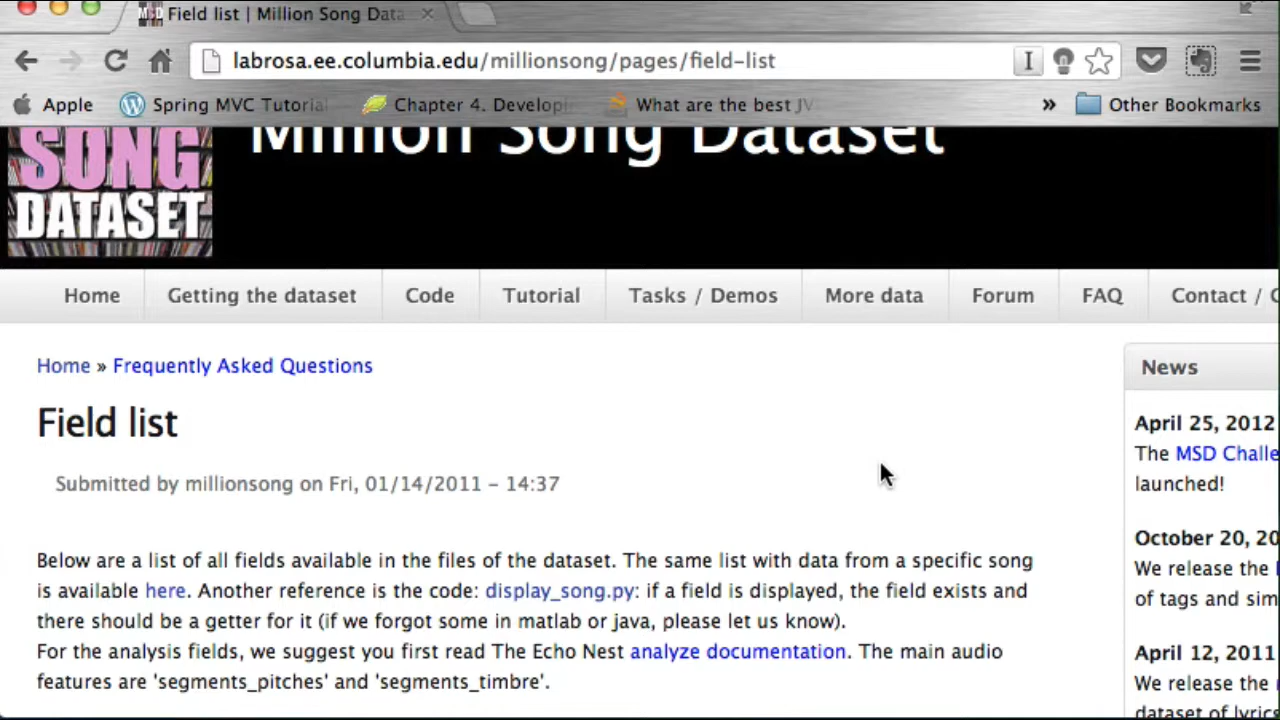 Field list | Million Song Data
labrosa.ee.columbia.edu/millionsong/pages/field-list
Apple
Spring MVC Tutorial
Chapter 4. Developi
What are the best JV
»
Other Bookmarks
SONG
DATASET
Million Song Dataset
Home
Getting the dataset
Code
Tutorial
Tasks / Demos
More data
Forum
FAQ
Contact /
Home » Frequently Asked Questions
Field list
Submitted by millionsong on Fri, 01/14/2011 – 14:37
Below are a list of all fields available in the files of the dataset. The same list with data from a specific song
is available here. Another reference is the code: display_song.py: if a field is displayed, the field exists and
there should be a getter for it (if we forgot some in matlab or java, please let us know).
For the analysis fields, we suggest you first read The Echo Nest analyze documentation. The main audio
features are 'segments_pitches' and 'segments_timbre'.
News
April 25, 2012
The MSD Challe
launched!
October 20, 20
We release the
of tags and sim
April 12, 2011
We release the
dataset of lyrics